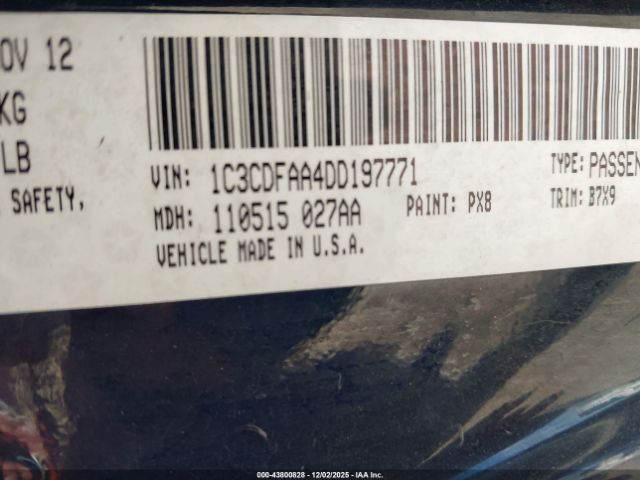 OV 12
KG
LB
SAFETY,
VIN: 1C3CDFAA4DD197771
TYPE: PASSEN
MDH: 110515 027AA
PAINT: PX8
TRIM: B7X9
VEHICLE MADE IN U.S.A.
000-43800828 - 12/02/2025 - IAA Inc.